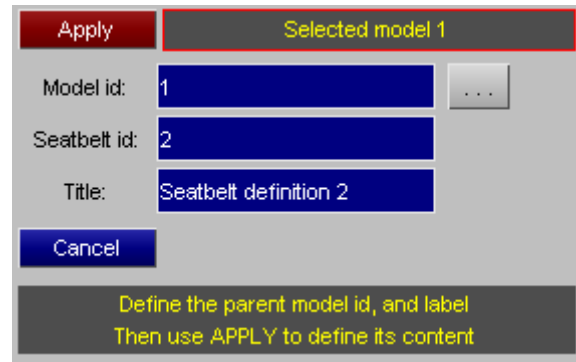 Apply Selected model 1
Model id: 1 ...
Seatbelt id: 2
Title: Seatbelt definition 2
Cancel
Define the parent model id, and label
Then use APPLY to define its content